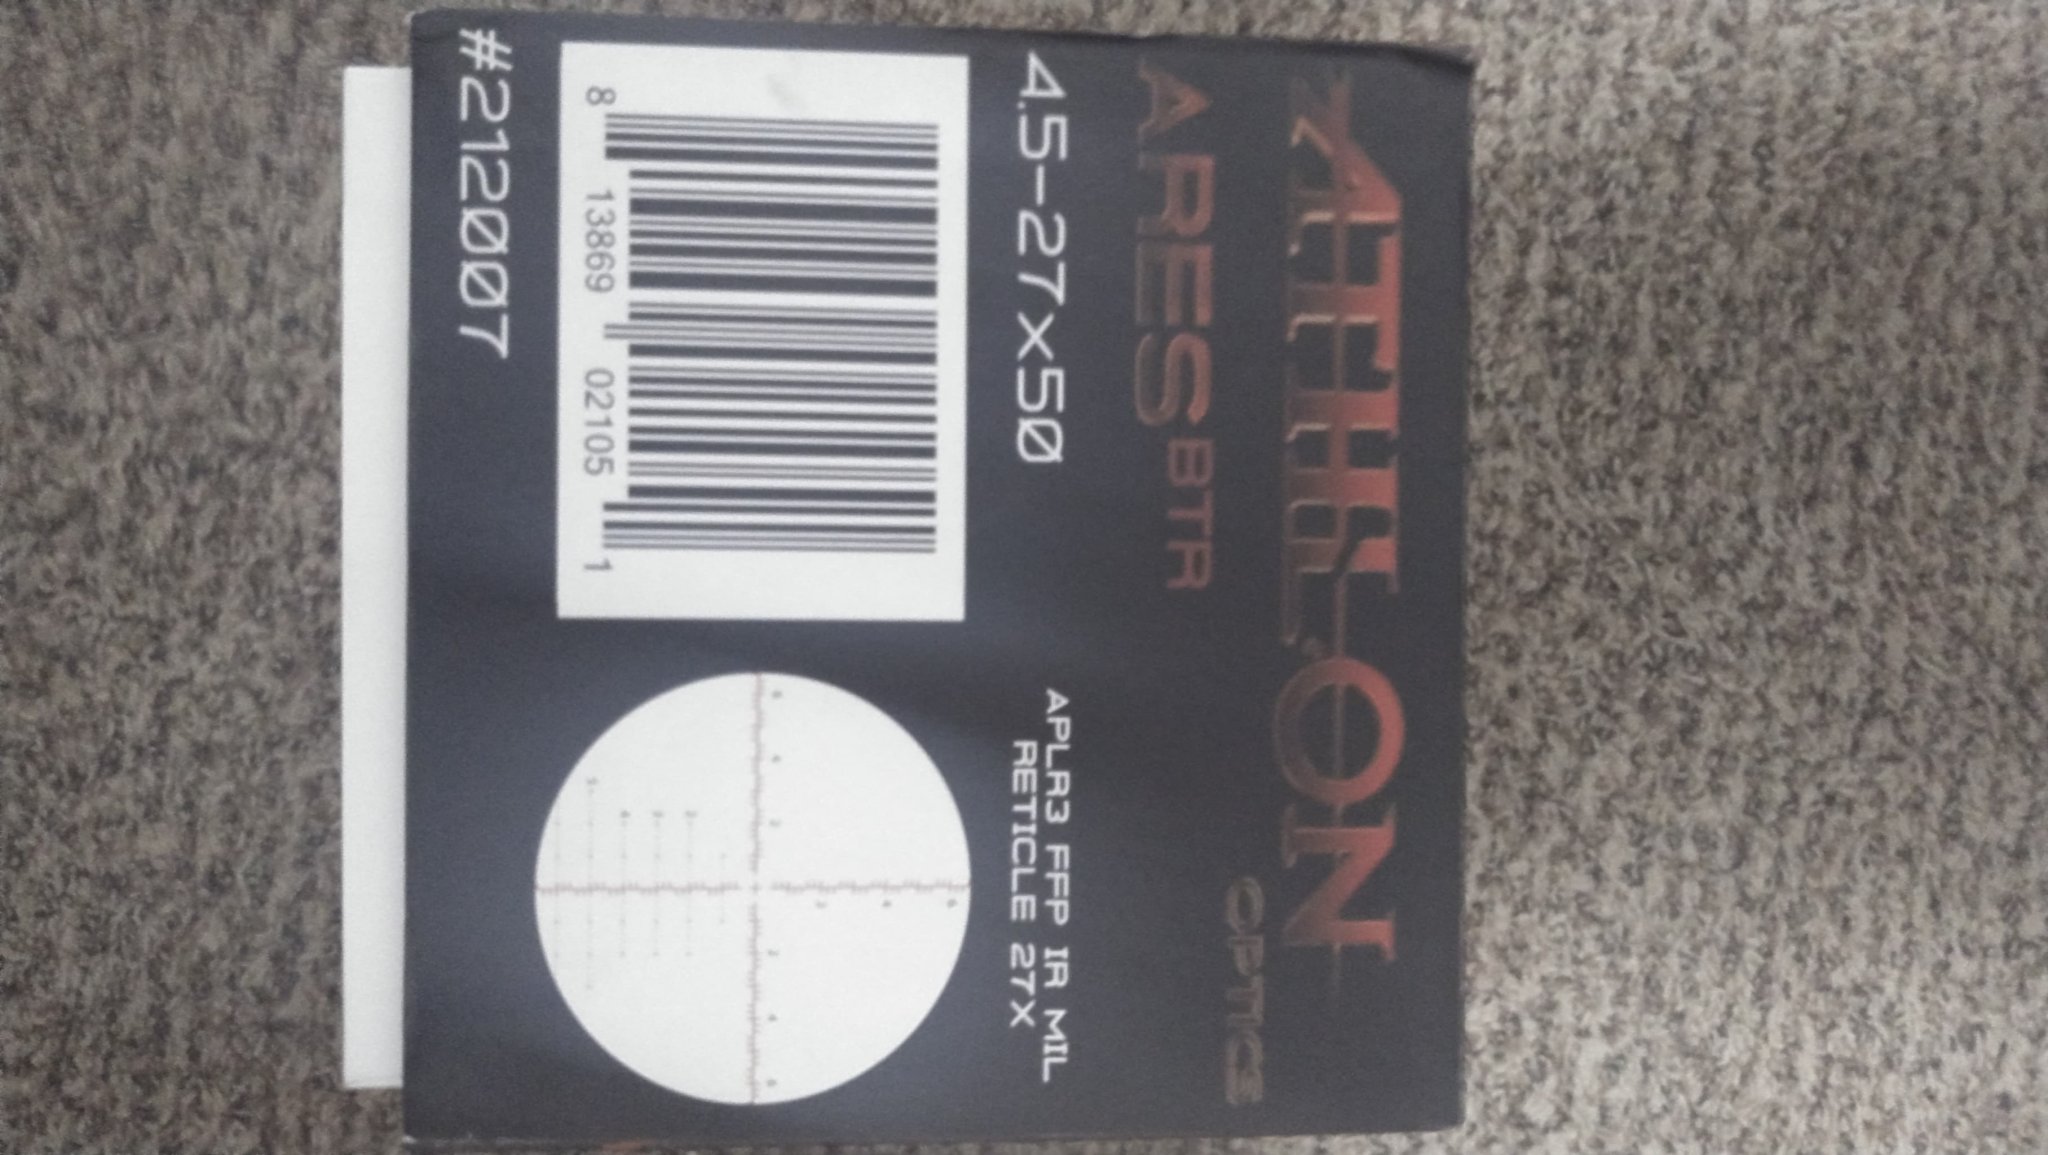 ATHLON
OPTICS
ARES BTR
4.5-27x50
APLR3 FFP IR MIL
RETICLE 27X
8 13869 02105 1
#212007